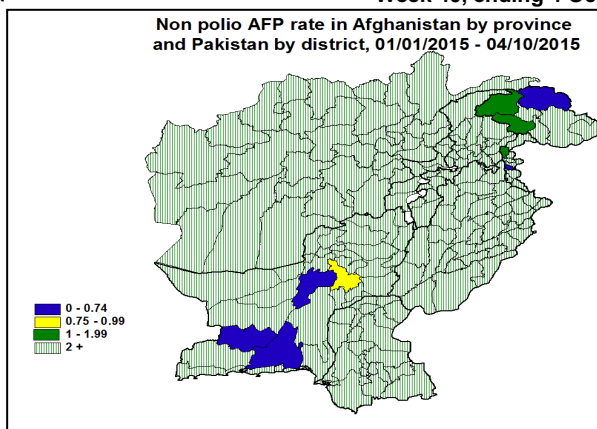 Non polio AFP rate in Afghanistan by province
and Pakistan by district, 01/01/2015 - 04/10/2015
0 - 0.74
0.75 - 0.99
1 - 1.99
2 +